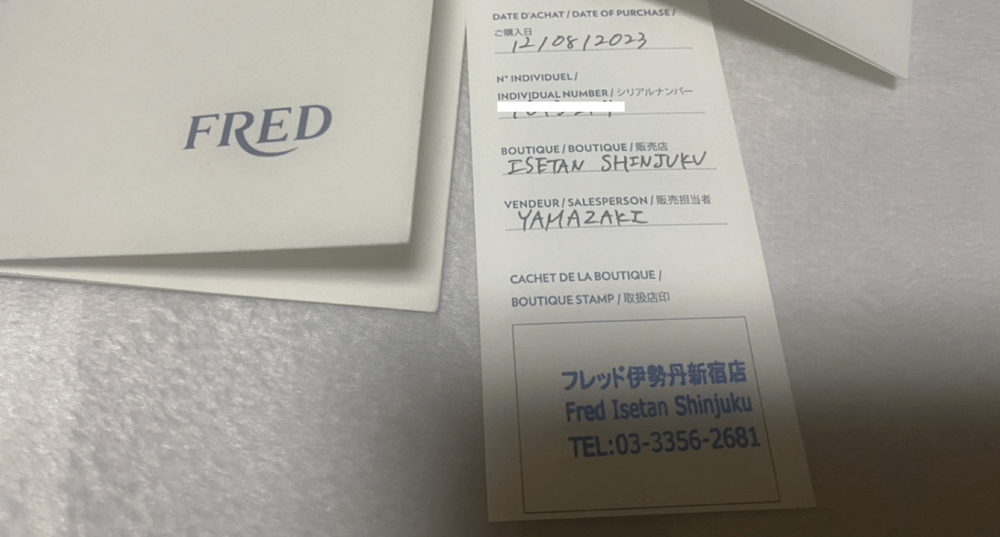 FRED
DATE D'ACHAT / DATE OF PURCHASE /
ご購入日
12/08/2023
N° INDIVIDUEL /
INDIVIDUAL NUMBER / シリアルナンバー
BOUTIQUE / BOUTIQUE / 販売店
ISETAN SHINJUKU
VENDEUR / SALESPERSON / 販売担当者
YAMAZAKI
CACHET DE LA BOUTIQUE /
BOUTIQUE STAMP / 取扱店印
フレッド伊勢丹新宿店
Fred Isetan Shinjuku
TEL:03-3356-2681